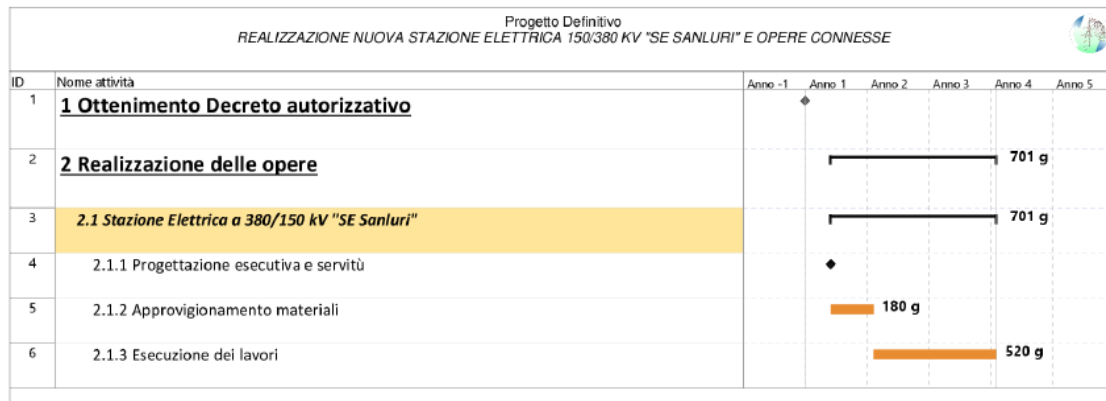 Progetto Definitivo
REALIZZAZIONE NUOVA STAZIONE ELETTRICA 150/380 KV "SE SANLURI" E OPERE CONNESSE
ID Nome attività Anno -1 Anno 1 Anno 2 Anno 3 Anno 4 Anno 5
1 1 Ottenimento Decreto autorizzativo
2 2 Realizzazione delle opere 701 g
3 2.1 Stazione Elettrica a 380/150 kV "SE Sanluri" 701 g
4 2.1.1 Progettazione esecutiva e servitù
5 2.1.2 Approvigionamento materiali 180 g
6 2.1.3 Esecuzione dei lavori 520 g